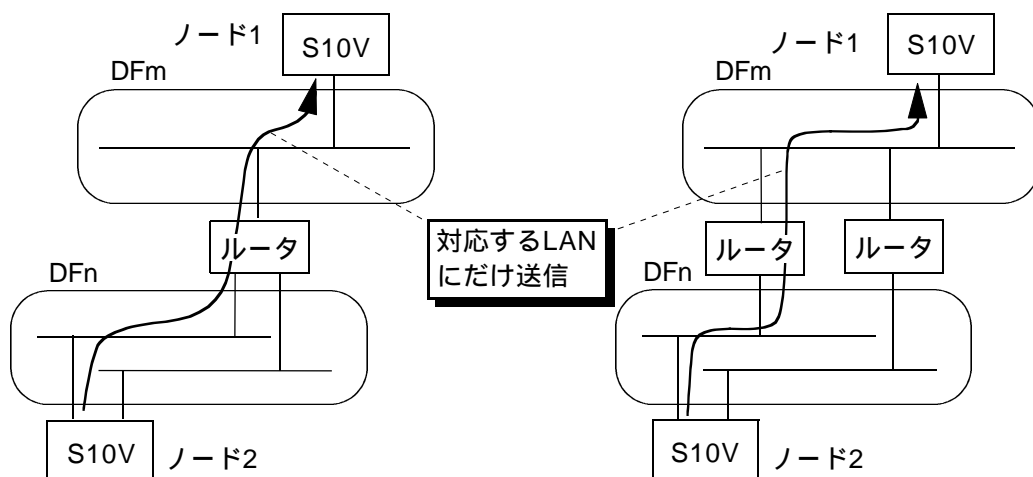 ノード1
S10V
DFm
ルータ
DFn
S10V
ノード2
対応するLAN
にだけ送信
ノード1
S10V
DFm
ルータ
ルータ
DFn
S10V
ノード2